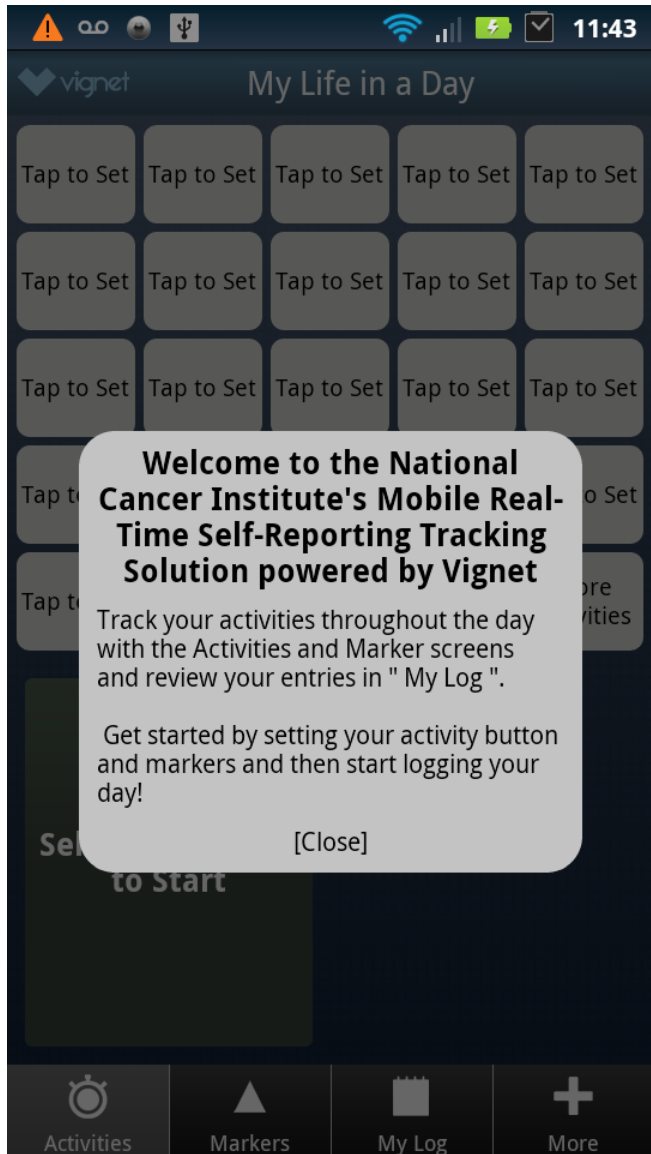 11:43
vignet My Life in a Day
Tap to Set Tap to Set Tap to Set Tap to Set Tap to Set
Tap to Set Tap to Set Tap to Set Tap to Set Tap to Set
Tap to Set Tap to Set Tap to Set Tap to Set Tap to Set
Tap Set
Tap
Welcome to the National
Cancer Institute's Mobile Real-
Time Self-Reporting Tracking
Solution powered by Vignet
Track your activities throughout the day
with the Activities and Marker screens
and review your entries in " My Log ".
Get started by setting your activity button
and markers and then start logging your
day!
[Close]
to Start
Activities Markers My Log More